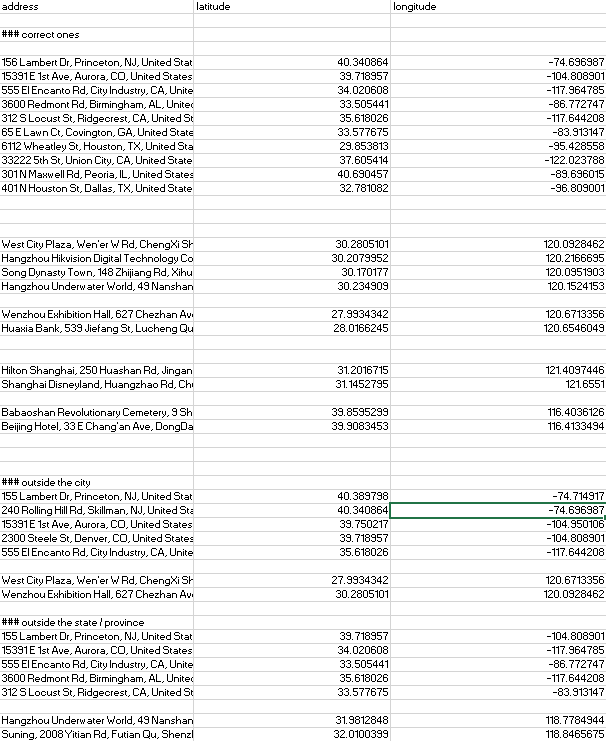 address latitude longitude
### correct ones
156 Lambert Dr, Princeton, NJ, United Stat 40.340864 -74.696987
15391 E 1st Ave, Aurora, CO, United States 39.718957 -104.808901
555 El Encanto Rd, City Industry, CA, Unite 34.020608 -117.964785
3600 Redmont Rd, Birmingham, AL, United 33.505441 -86.772747
312 S Locust St, Ridgecrest, CA, United St 35.618026 -117.644208
65 E Lawn Ct, Covington, GA, United State 33.577675 -83.913147
6112 Wheatley St, Houston, TX, United Sta 29.853813 -95.428558
33222 5th St, Union City, CA, United States 37.605414 -122.023788
301 N Maxwell Rd, Peoria, IL, United States 40.690457 -89.696015
401 N Houston St, Dallas, TX, United State 32.781082 -96.809001
West City Plaza, Wen'er W Rd, ChengXi Sh 30.2805101 120.0928462
Hangzhou Hikvision Digital Technology Co 30.2079952 120.2166695
Song Dynasty Town, 148 Zhijiang Rd, Xihu 30.170177 120.0951903
Hangzhou Underwater World, 49 Nanshan 30.234909 120.1524153
Wenzhou Exhibition Hall, 627 Chezhan Ave 27.9934342 120.6713356
Huaxia Bank, 539 Jiefang St, Lucheng Qu 28.0166245 120.6546049
Hilton Shanghai, 250 Huashan Rd, Jingan 31.2016715 121.4097446
Shanghai Disneyland, Huangzhao Rd, Chu 31.1452795 121.6551
Babaoshan Revolutionary Cemetery, 9 Sh 39.8595299 116.4036126
Beijing Hotel, 33 E Chang'an Ave, DongDa 39.9083453 116.4133494
### outside the city
155 Lambert Dr, Princeton, NJ, United Stat 40.389798 -74.714917
240 Rolling Hill Rd, Skillman, NJ, United Sta 40.340864 -74.696987
15391 E 1st Ave, Aurora, CO, United States 39.750217 -104.950106
2300 Steele St, Denver, CO, United States 39.718957 -104.808901
555 El Encanto Rd, City Industry, CA, Unite 35.618026 -117.644208
West City Plaza, Wen'er W Rd, ChengXi Sh 27.9934342 120.6713356
Wenzhou Exhibition Hall, 627 Chezhan Ave 30.2805101 120.0928462
### outside the state / province
155 Lambert Dr, Princeton, NJ, United Stat 39.718957 -104.808901
15391 E 1st Ave, Aurora, CO, United States 34.020608 -117.964785
555 El Encanto Rd, City Industry, CA, Unite 33.505441 -86.772747
3600 Redmont Rd, Birmingham, AL, United 35.618026 -117.644208
312 S Locust St, Ridgecrest, CA, United St 33.577675 -83.913147
Hangzhou Underwater World, 49 Nanshan 31.9812848 118.7784944
Suning, 2008 Yitian Rd, Futian Qu, Shenzl 32.0100399 118.8465675